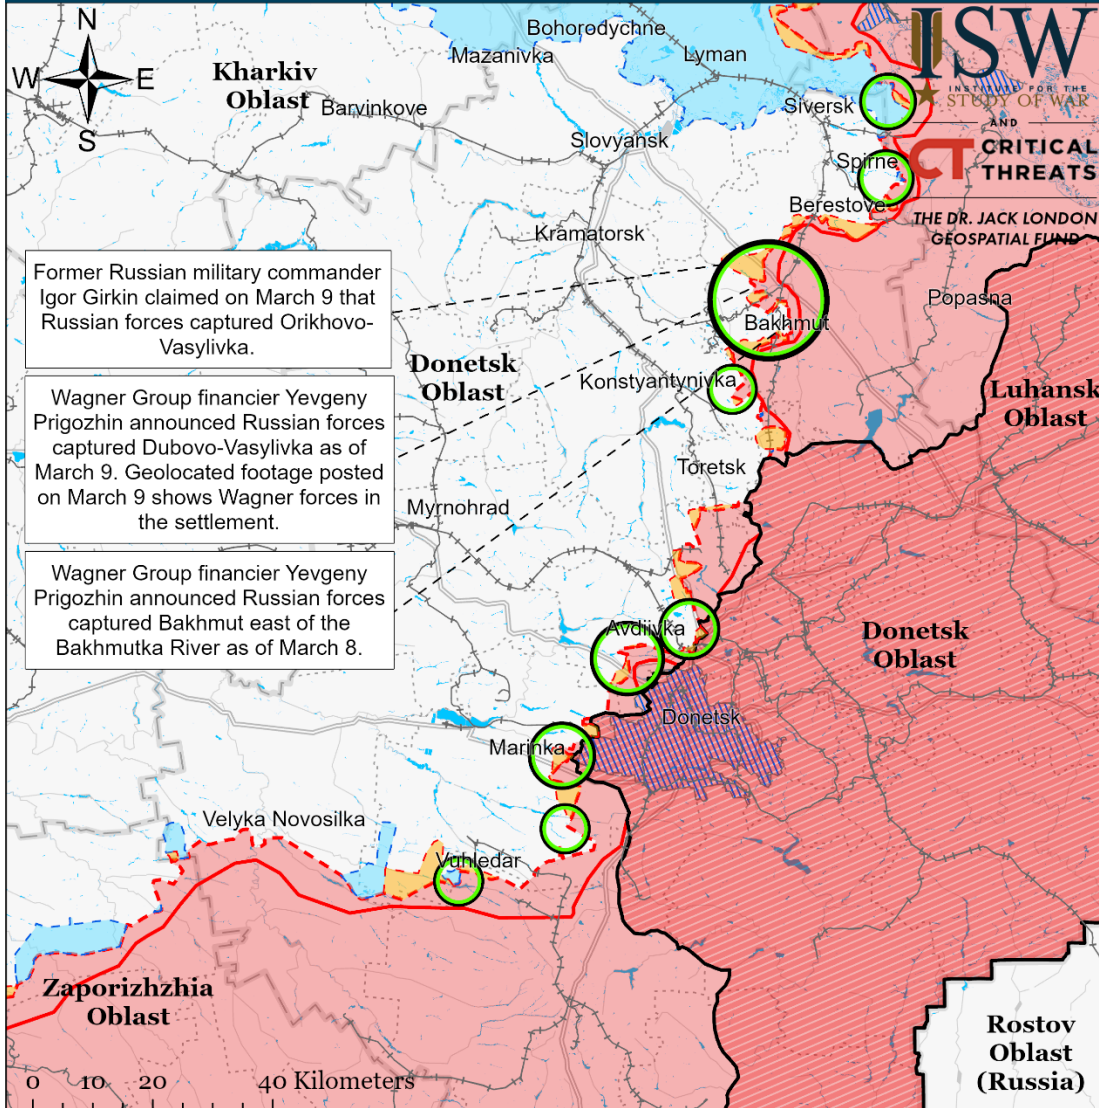 N
W
E
S
ISW
INSTITUTE FOR THE
STUDY OF WAR
AND
CT CRITICAL
THREATS
THE DR. JACK LONDON
GEOSPATIAL FUND
Bohorodychne
Mazanivka
Lyman
Kharkiv
Oblast
Barvinkove
Siversk
Slovyansk
Spirne
Berestove
Kramatorsk
Former Russian military commander
Igor Girkin claimed on March 9 that
Russian forces captured Orikhovo-
Vasylivka.
Popasna
Bakhmut
Donetsk
Oblast
Konstyantynivka
Luhansk
Oblast
Wagner Group financier Yevgeny
Prigozhin announced Russian forces
captured Dubovo-Vasylivka as of
March 9. Geolocated footage posted
on March 9 shows Wagner forces in
the settlement.
Toretsk
Myrnohrad
Wagner Group financier Yevgeny
Prigozhin announced Russian forces
captured Bakhmut east of the
Bakhmutka River as of March 8.
Avdiivka
Donetsk
Oblast
Donetsk
Marinka
Velyka Novosilka
Vuhledar
Zaporizhzhia
Oblast
Rostov
Oblast
(Russia)
0 10 20 40 Kilometers